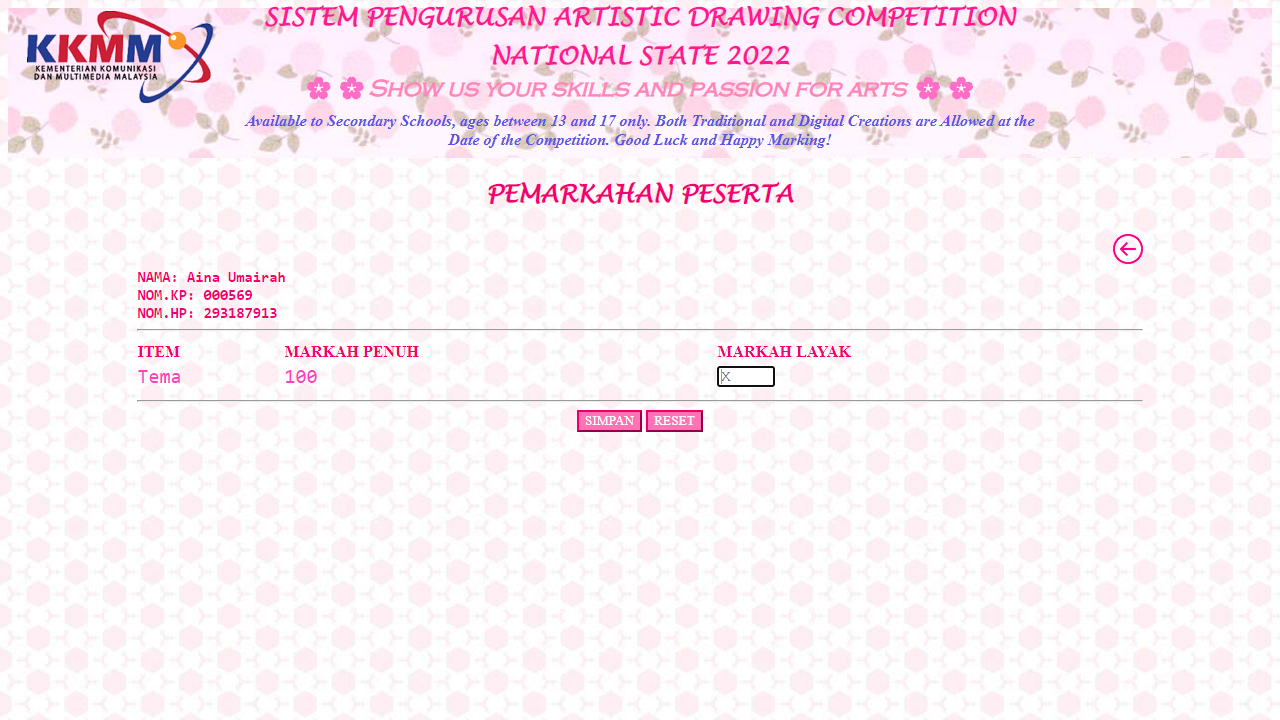 SISTEM PENGURUSAN ARTISTIC DRAWING COMPETITION
NATIONAL STATE 2022
KKMM
KEMENTERIAN KOMUNIKASI
DAN MULTIMEDIA MALAYSIA
Show us your skills and passion for arts
Available to Secondary Schools, ages between 13 and 17 only. Both Traditional and Digital Creations are Allowed at the
Date of the Competition. Good Luck and Happy Marking!
PEMARKAHAN PESERTA
NAMA: Aina Umairah
NOM.KP: 000569
NOM.HP: 293187913
ITEM MARKAH PENUH MARKAH LAYAK
Tema 100 X
SIMPAN RESET